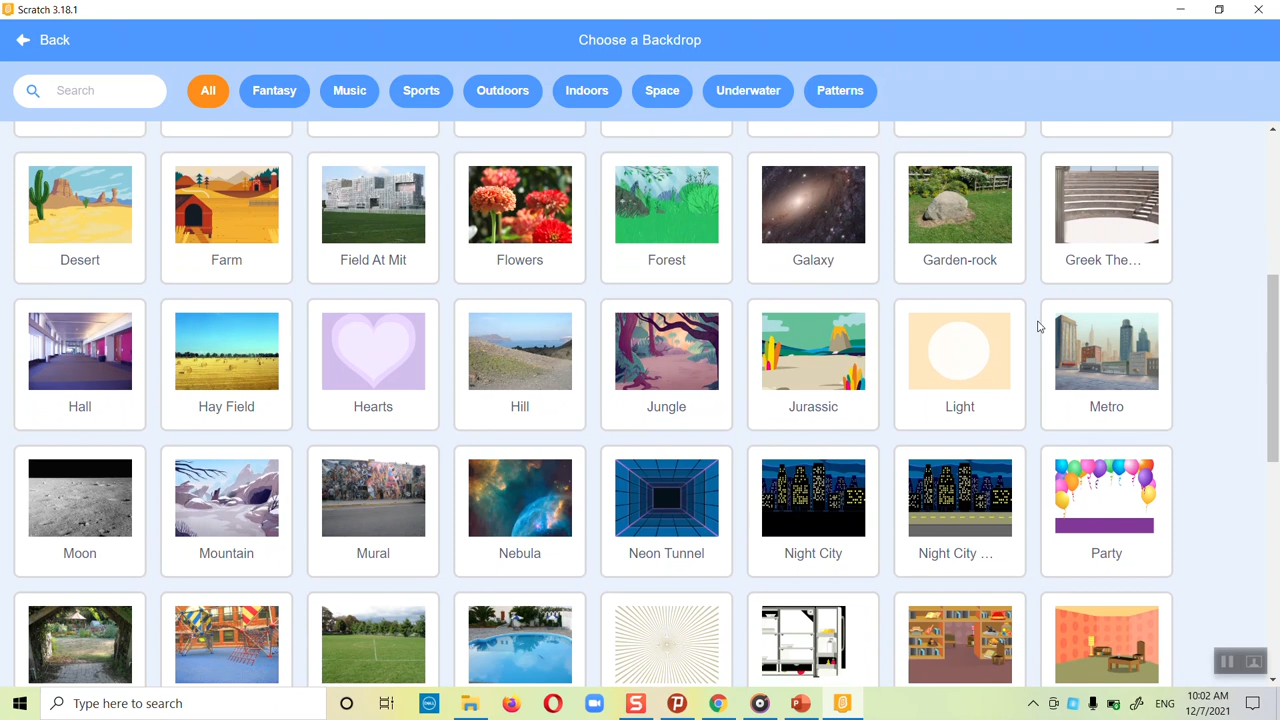 Scratch 3.18.1
Back
Choose a Backdrop
Search
All
Fantasy
Music
Sports
Outdoors
Indoors
Space
Underwater
Patterns
Desert
Farm
Field At Mit
Flowers
Forest
Galaxy
Garden-rock
Greek The...
Hall
Hay Field
Hearts
Hill
Jungle
Jurassic
Light
Metro
Moon
Mountain
Mural
Nebula
Neon Tunnel
Night City
Night City ...
Party
Type here to search
DELL
ENG
10:02 AM
12/7/2021